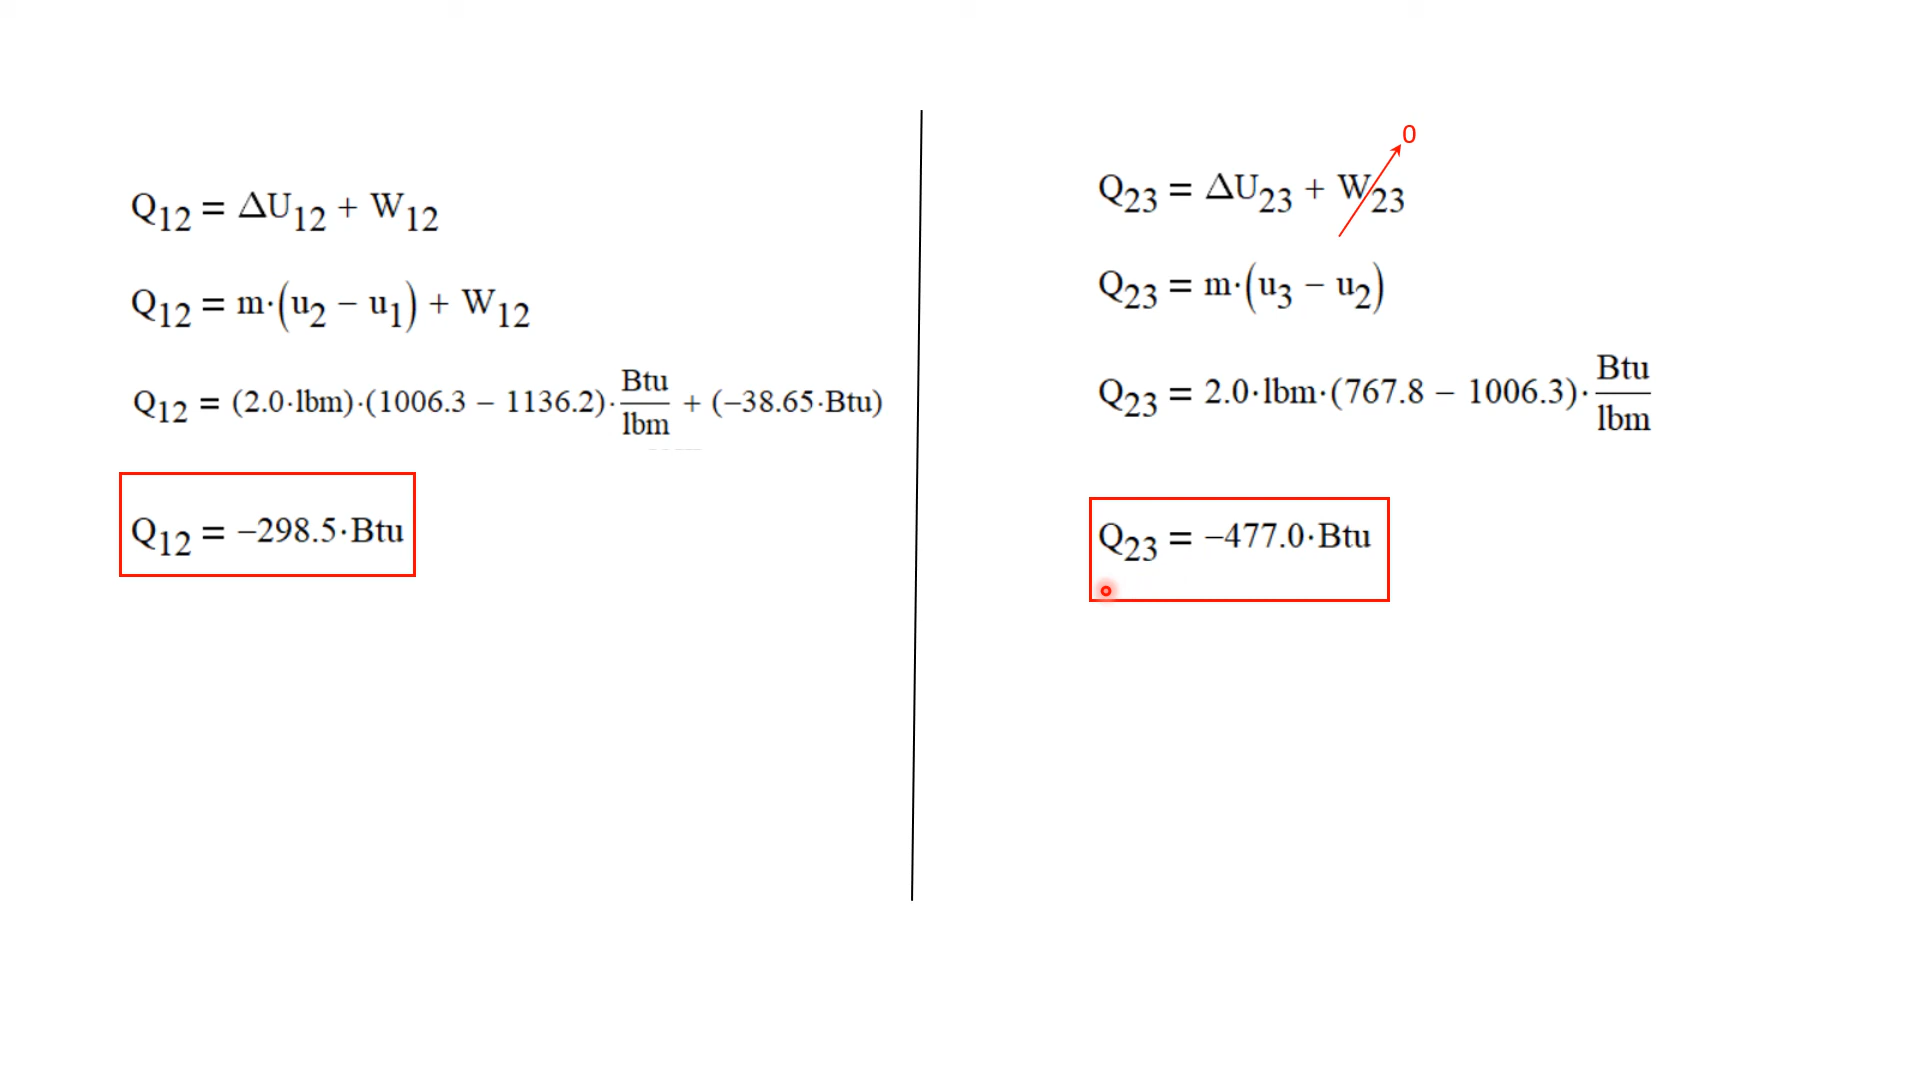 Q12 = ΔU12 + W12
Q12 = m·(u2 − u1) + W12
Q12 = (2.0·lbm)·(1006.3 − 1136.2)·Btu/lbm + (−38.65·Btu)
Q12 = −298.5·Btu
0
Q23 = ΔU23 + W23
Q23 = m·(u3 − u2)
Q23 = 2.0·lbm·(767.8 − 1006.3)·Btu/lbm
Q23 = −477.0·Btu